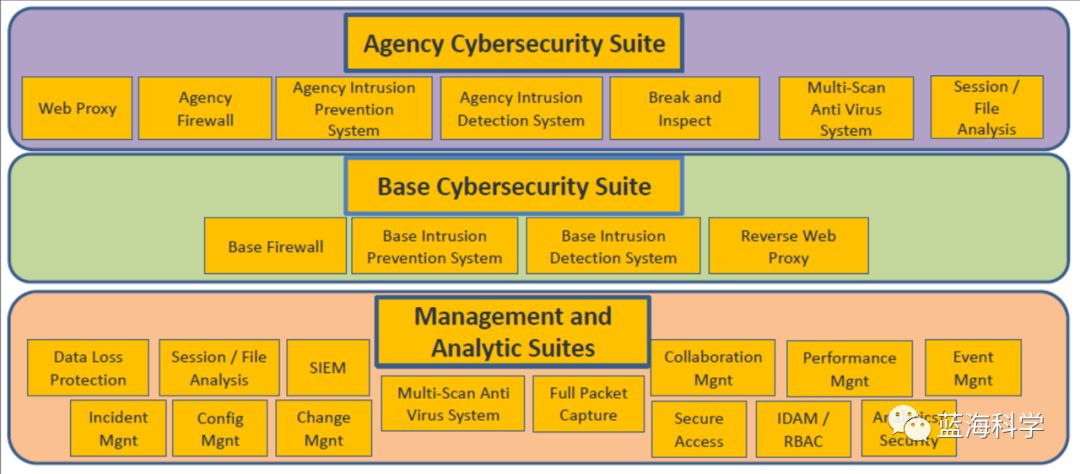 Agency Cybersecurity Suite
Web Proxy
Agency
Firewall
Agency Intrusion
Prevention
System
Agency Intrusion
Detection System
Break and
Inspect
Multi-Scan
Anti Virus
System
Session /
File
Analysis
Base Cybersecurity Suite
Base Firewall
Base Intrusion
Prevention System
Base Intrusion
Detection System
Reverse Web
Proxy
Management and
Analytic Suites
Data Loss
Protection
Session / File
Analysis
SIEM
Collaboration
Mgnt
Performance
Mgnt
Event
Mgnt
Incident
Mgnt
Config
Mgnt
Change
Mgnt
Multi-Scan Anti
Virus System
Full Packet
Capture
Secure
Access
IDAM /
RBAC
Security
蓝海科学